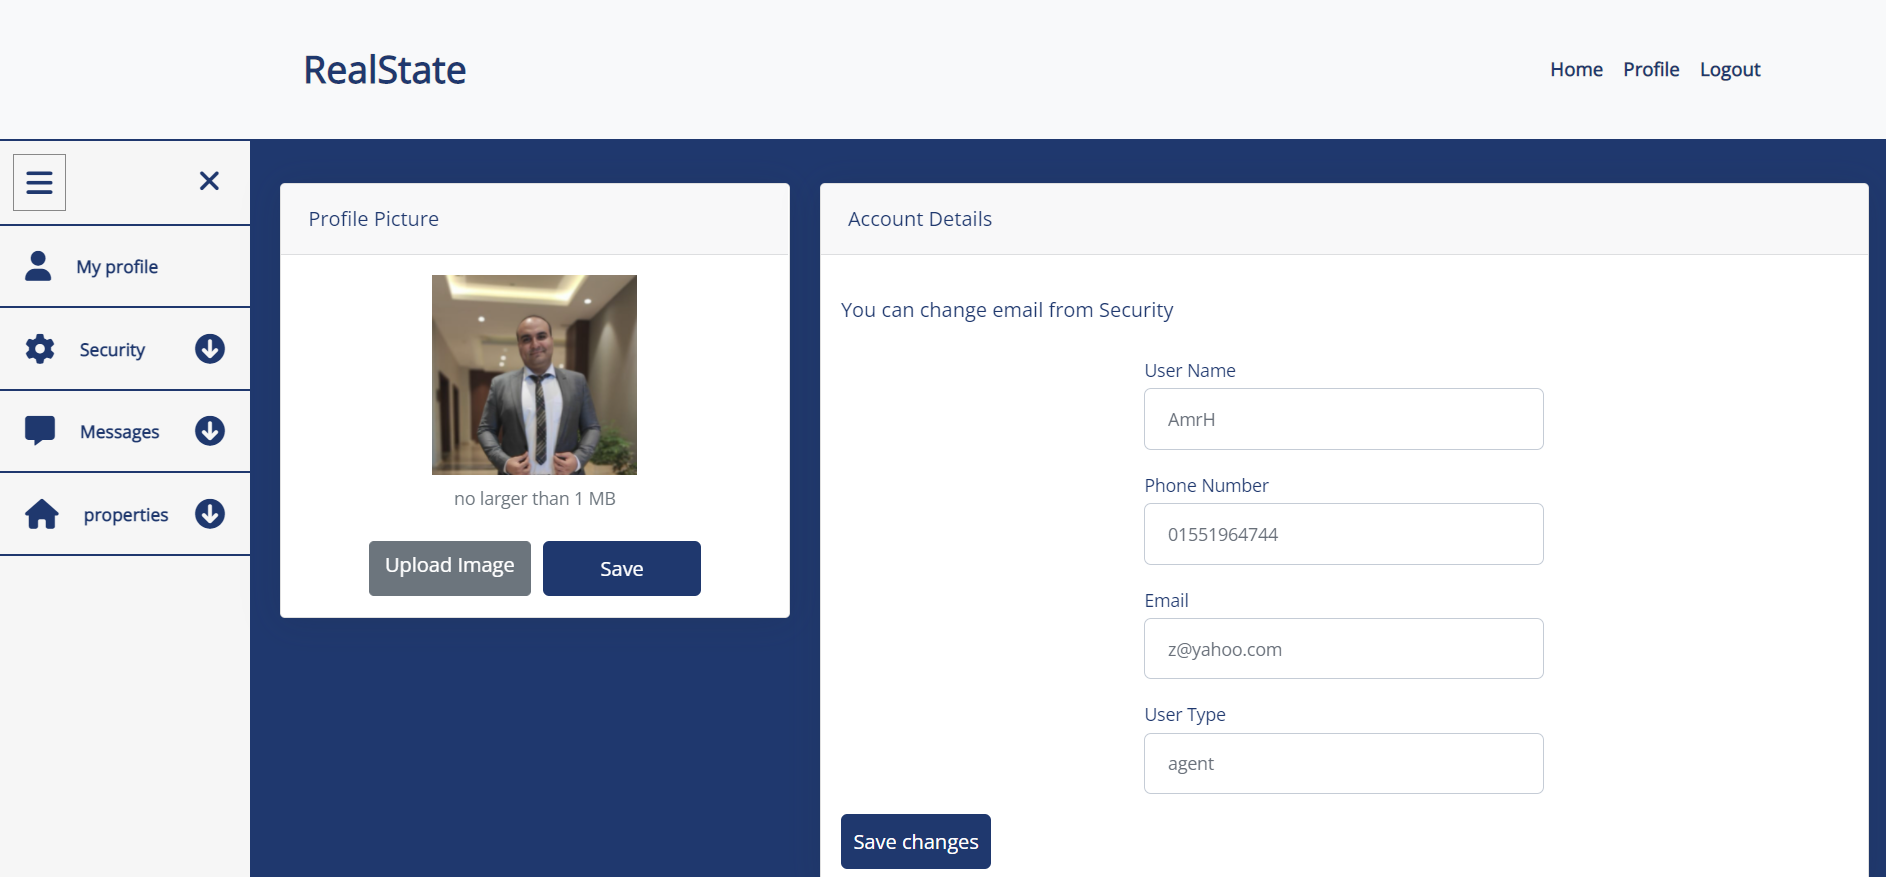 RealState
Home Profile Logout
My profile
Security
Messages
properties
Profile Picture
no larger than 1 MB
Upload Image Save
Account Details
You can change email from Security
User Name
AmrH
Phone Number
01551964744
Email
z@yahoo.com
User Type
agent
Save changes